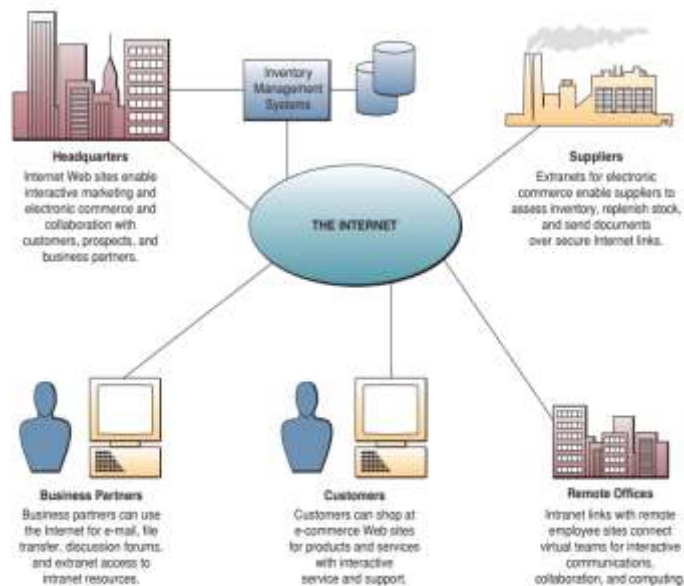 Inventory
Management
Systems
Headquarters
Internet Web sites enable
interactive marketing and
electronic commerce and
collaboration with
customers, prospects, and
business partners.
Suppliers
Extranets for electronic
commerce enable suppliers to
assess inventory, replenish stock,
and send documents
over secure Internet links.
THE INTERNET
Business Partners
Business partners can use
the Internet for e-mail, file
transfer, discussion forums,
and extranet access to
intranet resources.
Customers
Customers can shop at
e-commerce Web sites
for products and services
with interactive
service and support.
Remote Offices
Intranet links with remote
employee sites connect
virtual teams for interactive
communications,
collaboration, and computing